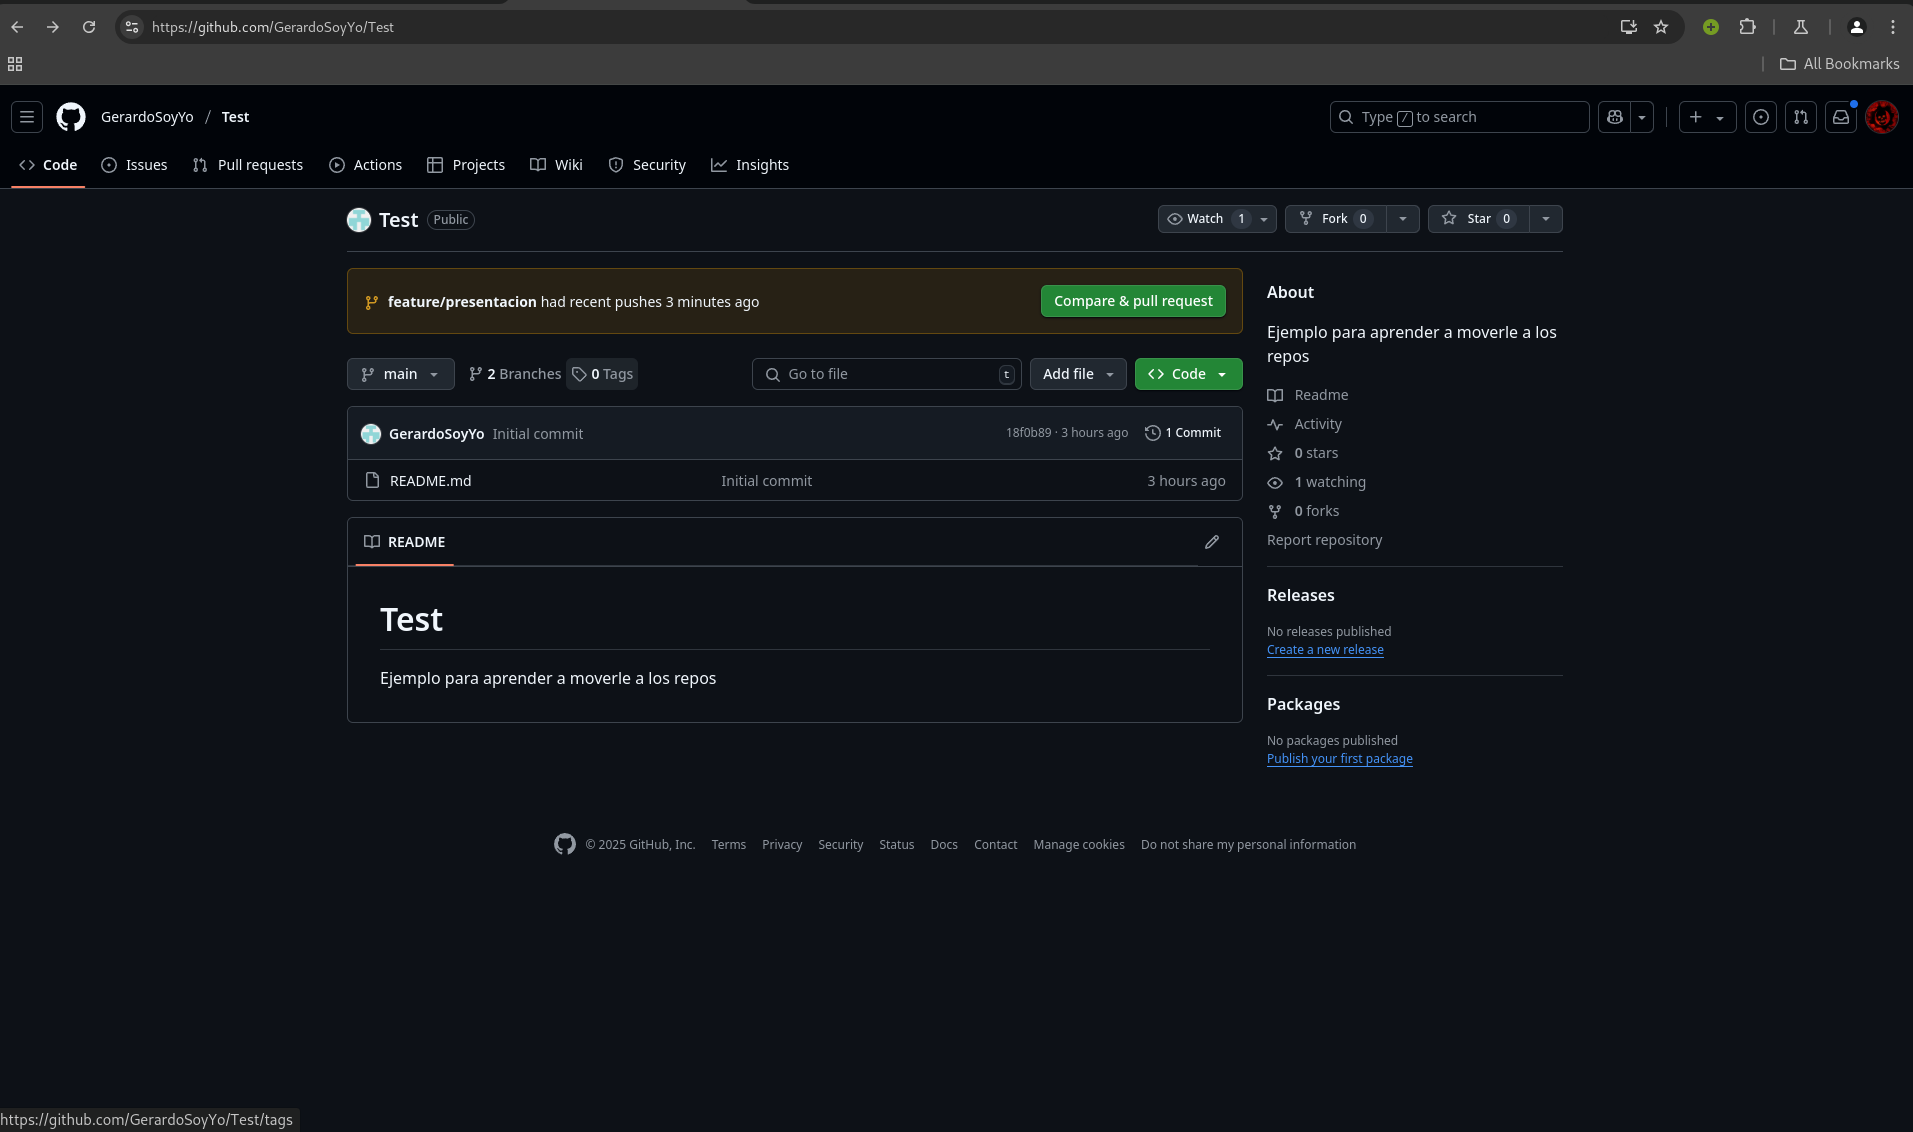 https://github.com/GerardoSoyYo/Test
All Bookmarks
GerardoSoyYo / Test
Type / to search
Code Issues Pull requests Actions Projects Wiki Security Insights
Test Public
Watch 1 Fork 0 Star 0
feature/presentacion had recent pushes 3 minutes ago
Compare & pull request
main 2 Branches 0 Tags
Go to file t
Add file
Code
GerardoSoyYo Initial commit 18f0b89 · 3 hours ago 1 Commit
README.md Initial commit 3 hours ago
README
Test
Ejemplo para aprender a moverle a los repos
About
Ejemplo para aprender a moverle a los
repos
Readme
Activity
0 stars
1 watching
0 forks
Report repository
Releases
No releases published
Create a new release
Packages
No packages published
Publish your first package
© 2025 GitHub, Inc. Terms Privacy Security Status Docs Contact Manage cookies Do not share my personal information
https://github.com/GerardoSoyYo/Test/tags